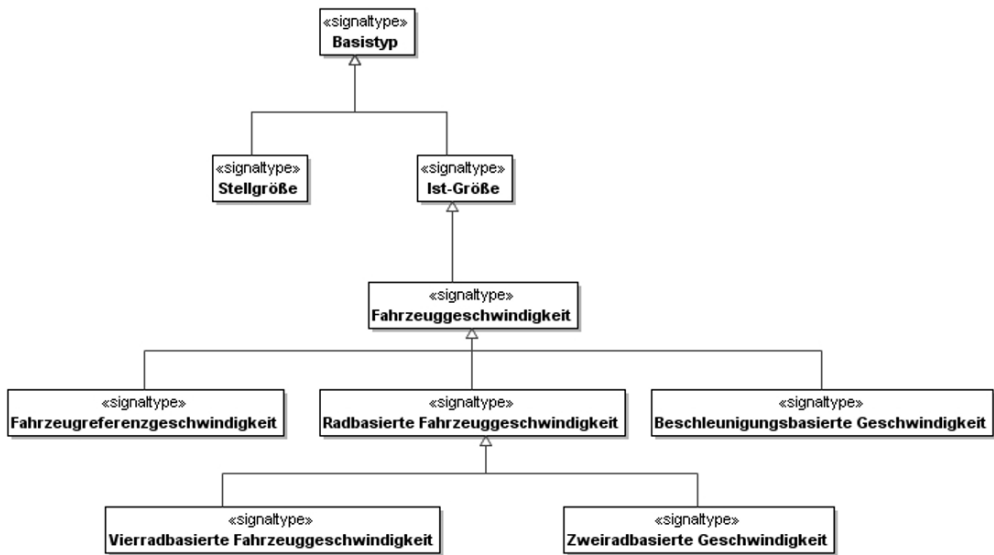 «signaltype»
Basistyp
«signaltype»
Stellgröße
«signaltype»
Ist-Größe
«signaltype»
Fahrzeuggeschwindigkeit
«signaltype»
Fahrzeugreferenzgeschwindigkeit
«signaltype»
Radbasierte Fahrzeuggeschwindigkeit
«signaltype»
Beschleunigungsbasierte Geschwindigkeit
«signaltype»
Vierradbasierte Fahrzeuggeschwindigkeit
«signaltype»
Zweiradbasierte Geschwindigkeit